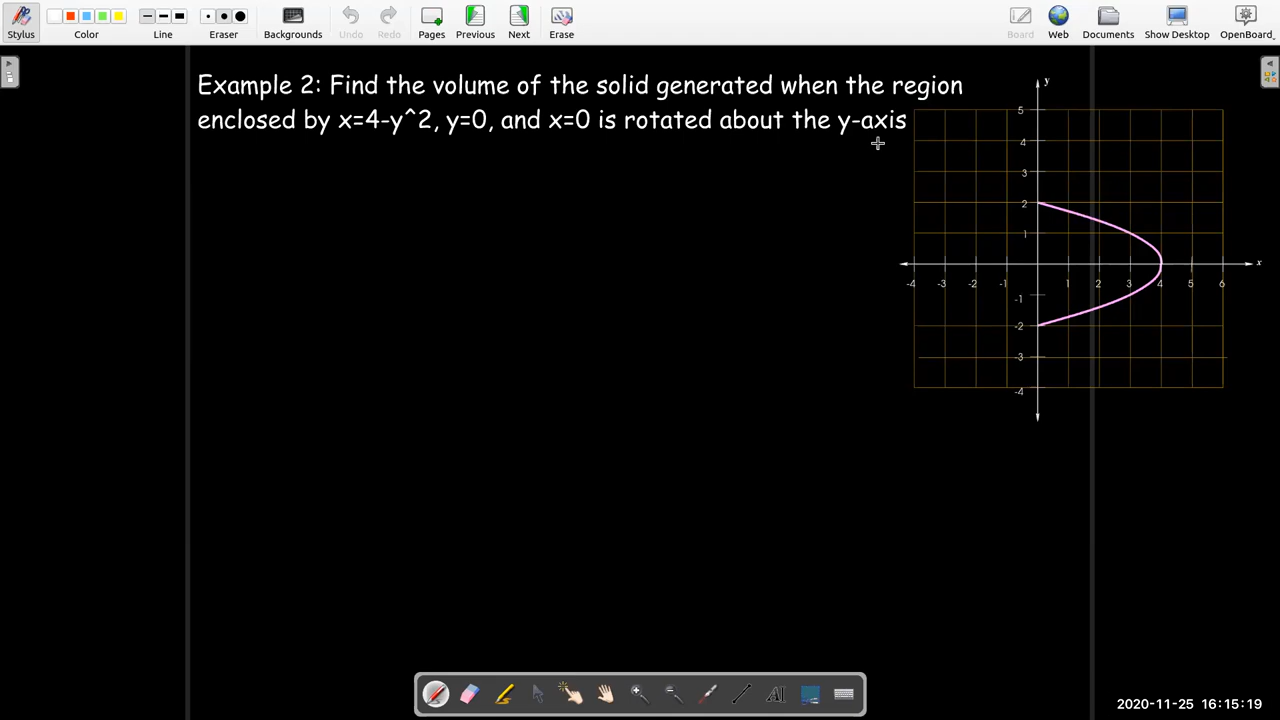 Stylus Color Line Eraser Backgrounds Undo Redo Pages Previous Next Erase Board Web Documents Show Desktop OpenBoard
Example 2: Find the volume of the solid generated when the region
enclosed by x=4-y^2, y=0, and x=0 is rotated about the y-axis
y
5
4
3
2
1
x
-4 -3 -2 -1 1 2 3 4 5 6
-1
-2
-3
-4
AI
2020-11-25 16:15:19